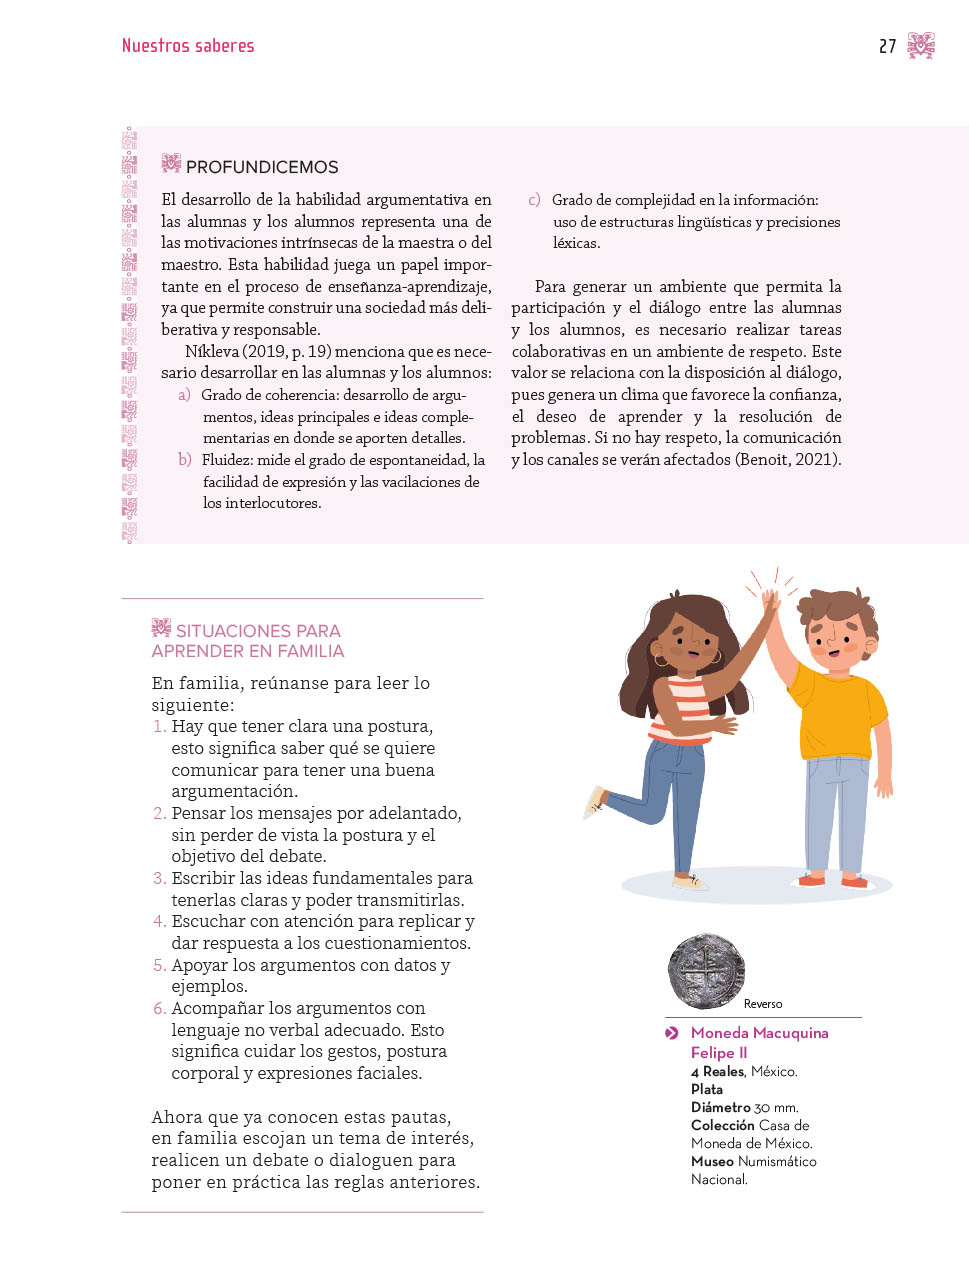 Nuestros saberes
27
PROFUNDICEMOS
El desarrollo de la habilidad argumentativa en
las alumnas y los alumnos representa una de
las motivaciones intrínsecas de la maestra o del
maestro. Esta habilidad juega un papel impor-
tante en el proceso de enseñanza-aprendizaje,
ya que permite construir una sociedad más deli-
berativa y responsable.
Níkleva (2019, p. 19) menciona que es nece-
sario desarrollar en las alumnas y los alumnos:
a) Grado de coherencia: desarrollo de argu-
mentos, ideas principales e ideas comple-
mentarias en donde se aporten detalles.
b) Fluidez: mide el grado de espontaneidad, la
facilidad de expresión y las vacilaciones de
los interlocutores.
c) Grado de complejidad en la información:
uso de estructuras lingüísticas y precisiones
léxicas.
Para generar un ambiente que permita la
participación y el diálogo entre las alumnas
y los alumnos, es necesario realizar tareas
colaborativas en un ambiente de respeto. Este
valor se relaciona con la disposición al diálogo,
pues genera un clima que favorece la confianza,
el deseo de aprender y la resolución de
problemas. Si no hay respeto, la comunicación
y los canales se verán afectados (Benoit, 2021).
SITUACIONES PARA
APRENDER EN FAMILIA
En familia, reúnanse para leer lo
siguiente:
1. Hay que tener clara una postura,
esto significa saber qué se quiere
comunicar para tener una buena
argumentación.
2. Pensar los mensajes por adelantado,
sin perder de vista la postura y el
objetivo del debate.
3. Escribir las ideas fundamentales para
tenerlas claras y poder transmitirlas.
4. Escuchar con atención para replicar y
dar respuesta a los cuestionamientos.
5. Apoyar los argumentos con datos y
ejemplos.
6. Acompañar los argumentos con
lenguaje no verbal adecuado. Esto
significa cuidar los gestos, postura
corporal y expresiones faciales.
Ahora que ya conocen estas pautas,
en familia escojan un tema de interés,
realicen un debate o dialoguen para
poner en práctica las reglas anteriores.
Reverso
Moneda Macuquina
Felipe II
4 Reales, México.
Plata
Diámetro 30 mm.
Colección Casa de
Moneda de México.
Museo Numismático
Nacional.